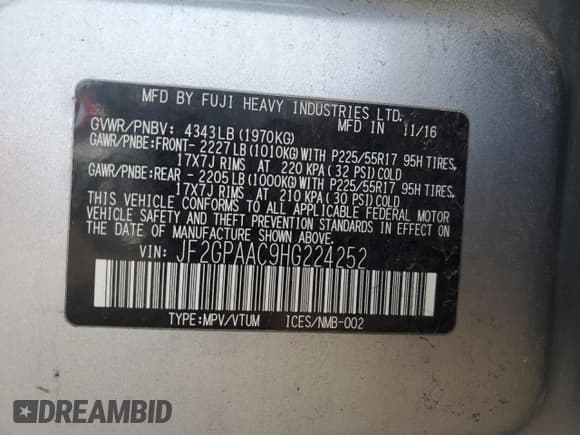 MFD BY FUJI HEAVY INDUSTRIES LTD.
GVWR/PNBV: 4343LB(1970KG) MFD IN 11/16
GAWR/PNBE:FRONT- 2227LB(1010KG)WITH P225/55R17 95H TIRES,
17X7J RIMS AT 220 KPA(32 PSI)COLD
GAWR/PNBE:REAR - 2205LB(1000KG)WITH P225/55R17 95H TIRES,
17X7J RIMS AT 210 KPA(30 PSI)COLD
THIS VEHICLE CONFORMS TO ALL APPLICABLE FEDERAL MOTOR
VEHICLE SAFETY AND THEFT PREVENTION STANDARDS IN EFFECT ON
THE DATE OF MANUFACTURE SHOWN ABOVE.
VIN: JF2GPAAC9HG224252
TYPE:MPV/VTUM ICES/NMB-002
DREAMBID